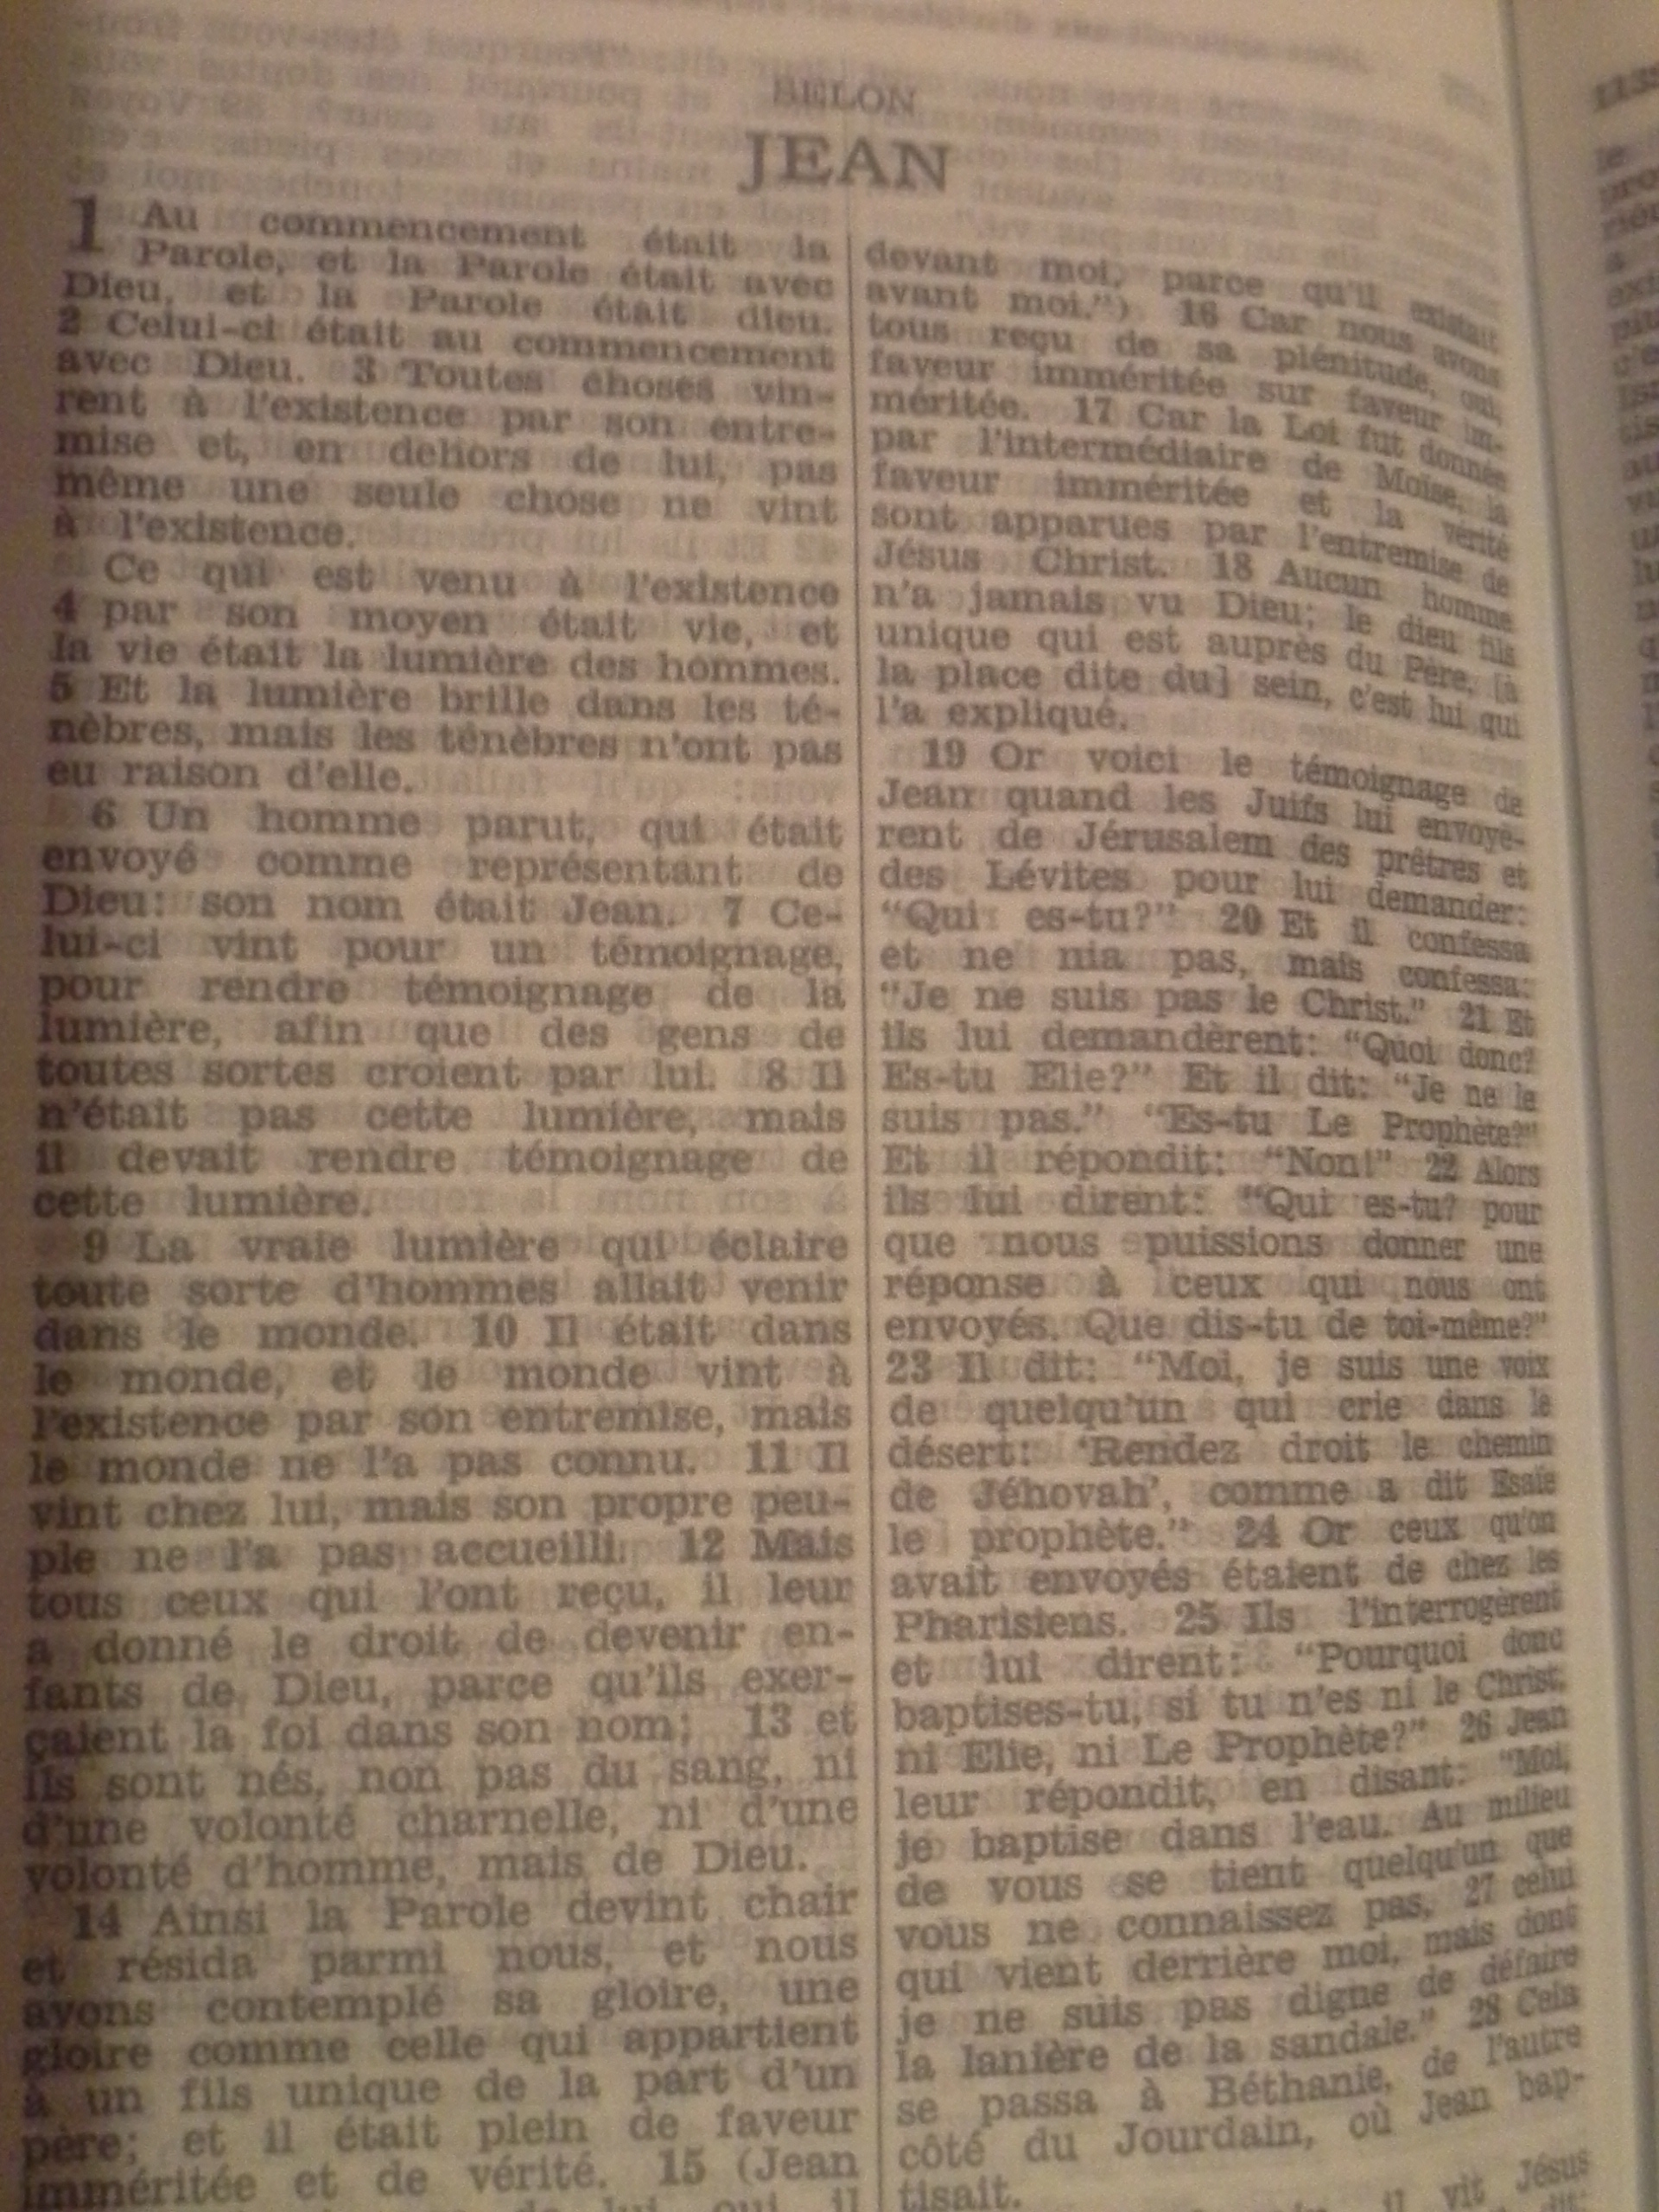 SELON
JEAN
1 Au commencement était la
Parole, et la Parole était avec
Dieu, et la Parole était dieu.
2 Celui-ci était au commencement
avec Dieu. 3 Toutes choses vin-
rent à l'existence par son entre-
mise et, en dehors de lui, pas
même une seule chose ne vint
à l'existence.
Ce qui est venu à l'existence
4 par son moyen était vie, et
la vie était la lumière des hommes.
5 Et la lumière brille dans les té-
nèbres, mais les ténèbres n'ont pas
eu raison d'elle.
6 Un homme parut, qui était
envoyé comme représentant de
Dieu: son nom était Jean. 7 Ce-
lui-ci vint pour un témoignage,
pour rendre témoignage de la
lumière, afin que des gens de
toutes sortes croient par lui. 8 Il
n'était pas cette lumière, mais
il devait rendre témoignage de
cette lumière.
9 La vraie lumière qui éclaire
toute sorte d'hommes allait venir
dans le monde. 10 Il était dans
le monde, et le monde vint à
l'existence par son entremise, mais
le monde ne l'a pas connu. 11 Il
vint chez lui, mais son propre peu-
ple ne l'a pas accueilli. 12 Mais
tous ceux qui l'ont reçu, il leur
a donné le droit de devenir en-
fants de Dieu, parce qu'ils exer-
çaient la foi dans son nom; 13 et
ils sont nés, non pas du sang, ni
d'une volonté charnelle, ni d'une
volonté d'homme, mais de Dieu.
14 Ainsi la Parole devint chair
et résida parmi nous, et nous
avons contemplé sa gloire, une
gloire comme celle qui appartient
à un fils unique de la part d'un
père; et il était plein de faveur
imméritée et de vérité. 15 (Jean
de lui, oui, il
devant moi, parce qu'il existait
avant moi.") 16 Car nous avons
tous reçu de sa plénitude, oui,
faveur imméritée sur faveur im-
méritée. 17 Car la Loi fut donnée
par l'intermédiaire de Moïse, la
faveur imméritée et la vérité
sont apparues par l'entremise de
Jésus Christ. 18 Aucun homme
n'a jamais vu Dieu; le dieu fils
unique qui est auprès du Père, [à
la place dite du] sein, c'est lui qui
l'a expliqué.
19 Or voici le témoignage de
Jean quand les Juifs lui envoyè-
rent de Jérusalem des prêtres et
des Lévites pour lui demander:
"Qui es-tu?" 20 Et il confessa
et ne nia pas, mais confessa:
"Je ne suis pas le Christ." 21 Et
ils lui demandèrent: "Quoi donc?
Es-tu Elie?" Et il dit: "Je ne le
suis pas." "Es-tu Le Prophète?"
Et il répondit: "Non!" 22 Alors
ils lui dirent: "Qui es-tu? pour
que nous puissions donner une
réponse à ceux qui nous ont
envoyés. Que dis-tu de toi-même?"
23 Il dit: "Moi, je suis une voix
de quelqu'un qui crie dans le
désert: 'Rendez droit le chemin
de Jéhovah', comme a dit Esaïe
le prophète." 24 Or ceux qu'on
avait envoyés étaient de chez les
Pharisiens. 25 Ils l'interrogèrent
et lui dirent: "Pourquoi donc
baptises-tu, si tu n'es ni le Christ,
ni Elie, ni Le Prophète?" 26 Jean
leur répondit, en disant: "Moi,
je baptise dans l'eau. Au milieu
de vous se tient quelqu'un que
vous ne connaissez pas, 27 celui
qui vient derrière moi, mais dont
je ne suis pas digne de défaire
la lanière de la sandale." 28 Cela
se passa à Béthanie, de l'autre
côté du Jourdain, où Jean bap-
tisait.
il vit Jésus